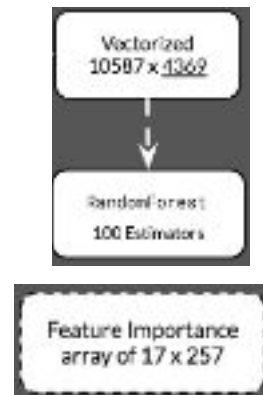 Vectorized
10587 x 4369
RandomForest
100 Estimators
Feature Importance
array of 17 x 257